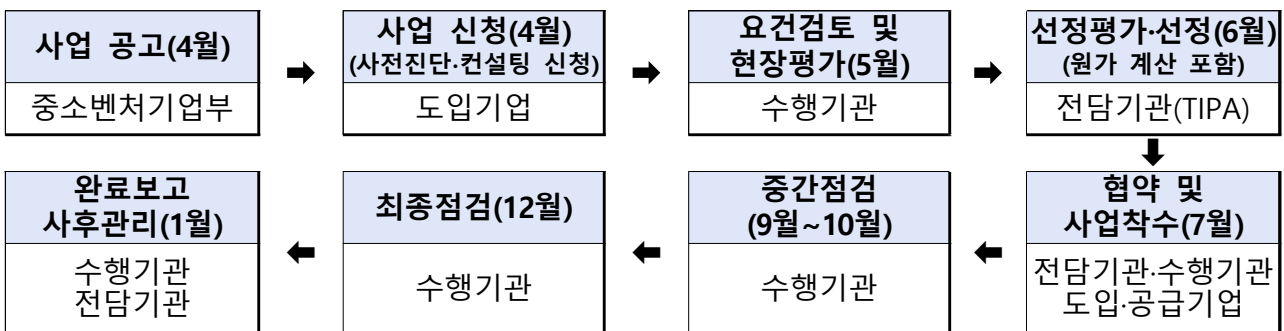 사업 공고(4월)
중소벤처기업부
사업 신청(4월)
(사전진단·컨설팅 신청)
도입기업
요건검토 및
현장평가(5월)
수행기관
선정평가·선정(6월)
(원가 계산 포함)
전담기관(TIPA)
협약 및
사업착수(7월)
전담기관·수행기관
도입·공급기업
중간점검
(9월~10월)
수행기관
최종점검(12월)
수행기관
완료보고
사후관리(1월)
수행기관
전담기관